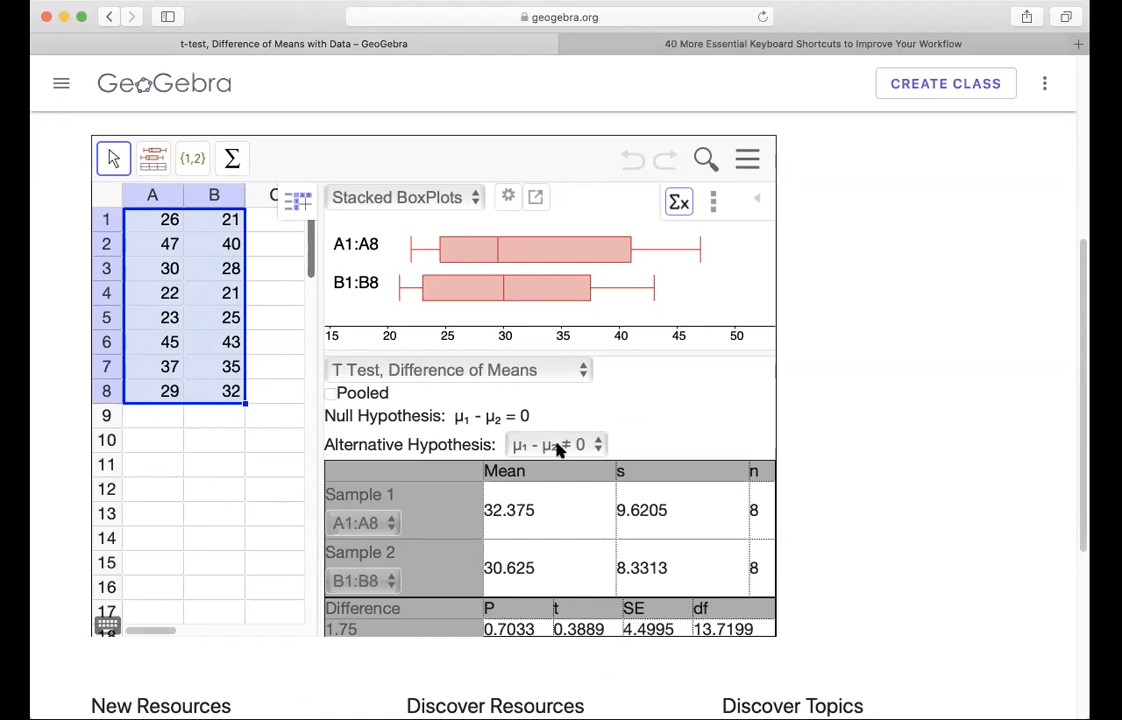 geogebra.org
t-test, Difference of Means with Data – GeoGebra
40 More Essential Keyboard Shortcuts to Improve Your Workflow
GeoGebra
CREATE CLASS
{1,2}
Σ
A B C
Stacked BoxPlots
Σx
1 26 21
2 47 40
3 30 28
4 22 21
5 23 25
6 45 43
7 37 35
8 29 32
9
10
11
12
13
14
15
16
17
18
A1:A8
B1:B8
15 20 25 30 35 40 45 50
T Test, Difference of Means
Pooled
Null Hypothesis: μ₁ - μ₂ = 0
Alternative Hypothesis: μ₁ - μ₂ ≠ 0
Mean s n
Sample 1
A1:A8 32.375 9.6205 8
Sample 2
B1:B8 30.625 8.3313 8
Difference P t SE df
1.75 0.7033 0.3889 4.4995 13.7199
New Resources
Discover Resources
Discover Topics